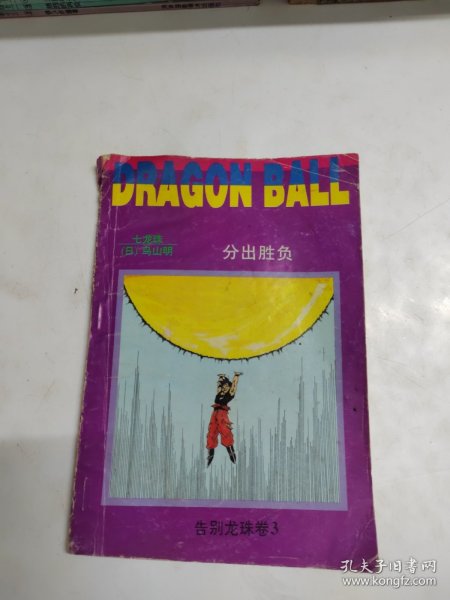 DRAGON BALL
七龙珠
(日) 鸟山明
分出胜负
告别龙珠卷3
孔夫子旧书网
www.kongfz.com